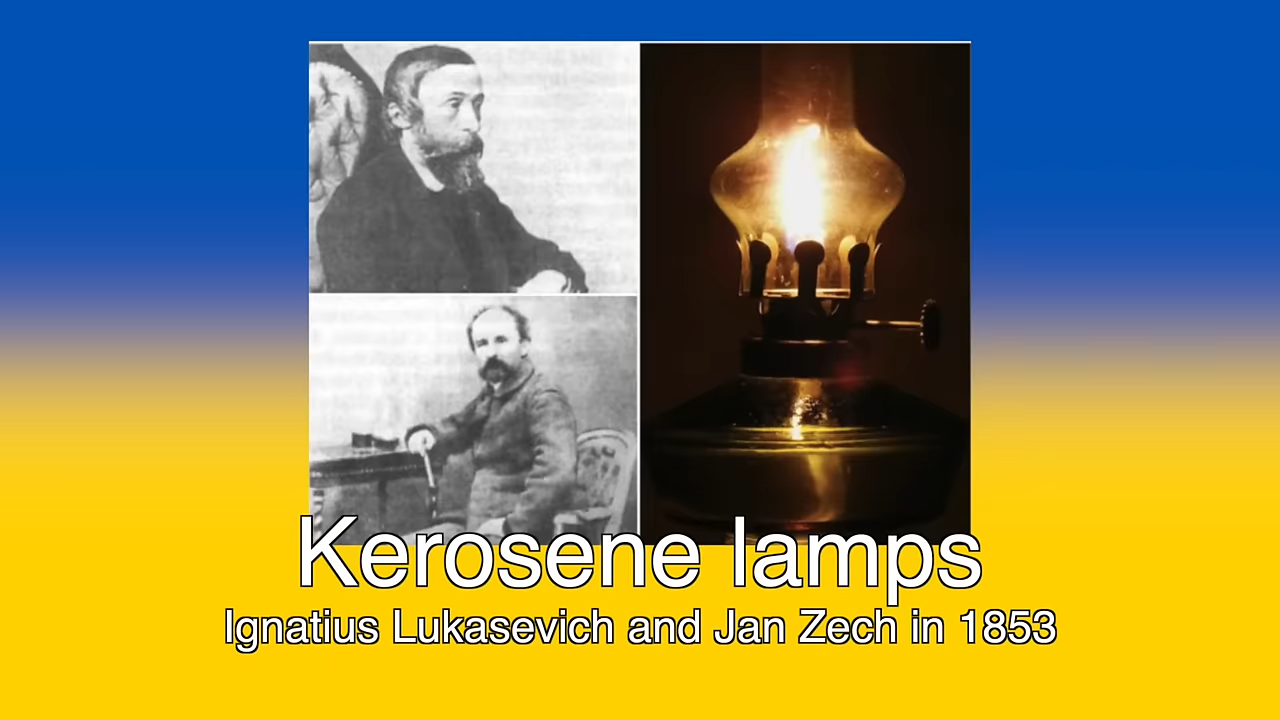 Kerosene lamps
Ignatius Lukasevich and Jan Zech in 1853